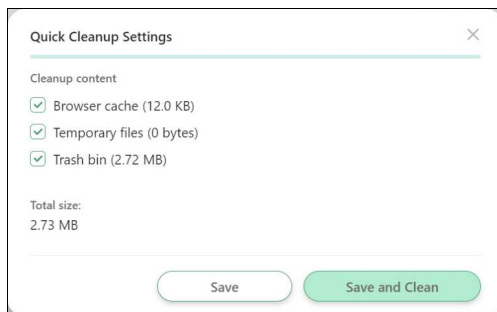 Quick Cleanup Settings
Cleanup content
Browser cache (12.0 KB)
Temporary files (0 bytes)
Trash bin (2.72 MB)
Total size:
2.73 MB
Save
Save and Clean